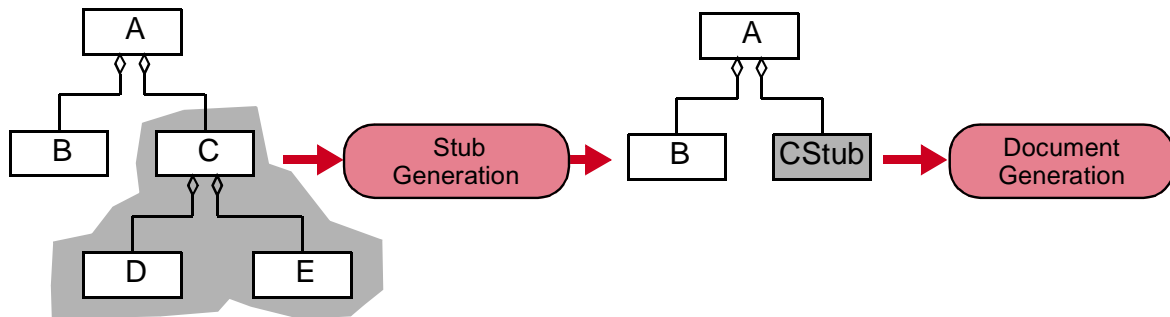 A
B
C
D
E
Stub
Generation
A
B
CStub
Document
Generation